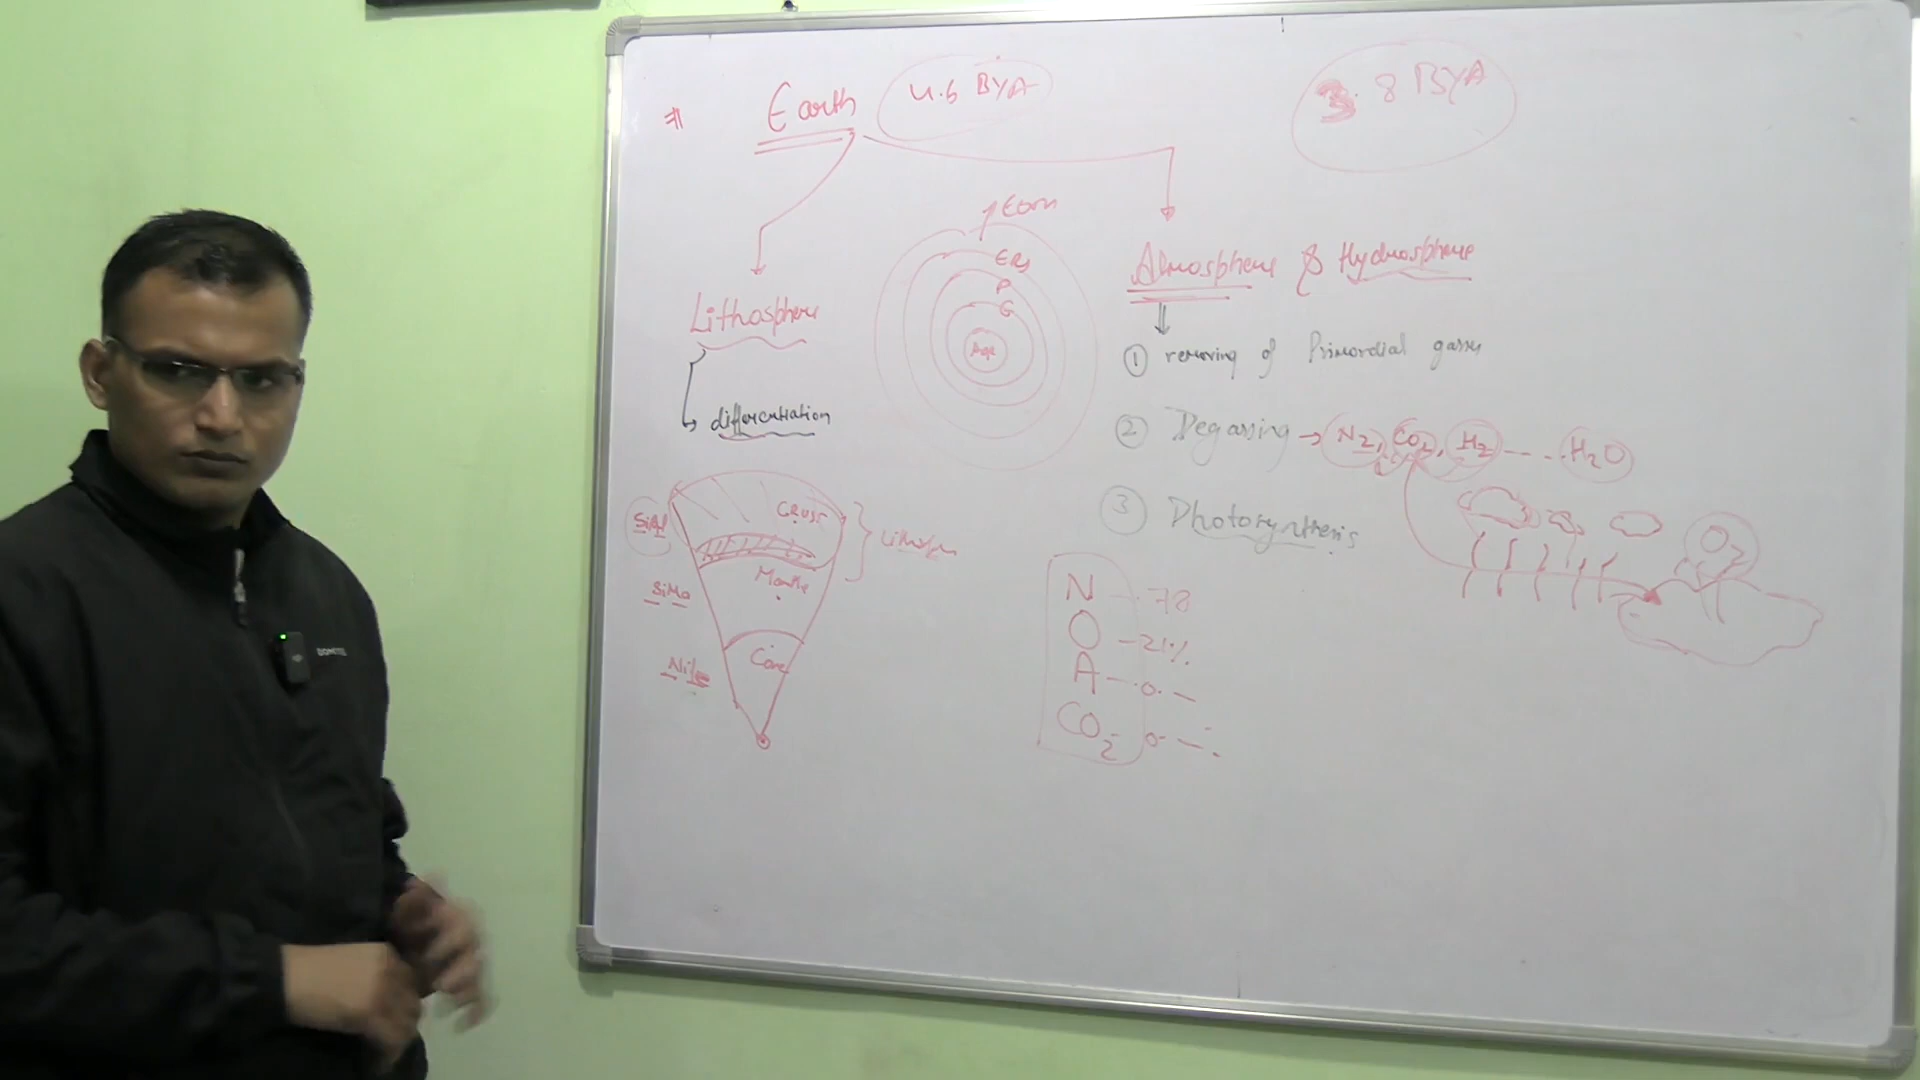 Earth 4.6 BYA
3.8 BYA
Eon
Era
P
G
Age
Lithosphere
differentiation
Atmosphere & Hydrosphere
① removing of Primordial gasses
② Degassing → N2, CO2, H2 - - - . H2O
③ Photosynthesis
O2
SiAl
Crust
SiMa
Mantle
Nife
Core
N - 78
O - 21%
A - 0. -
CO2 0 - .